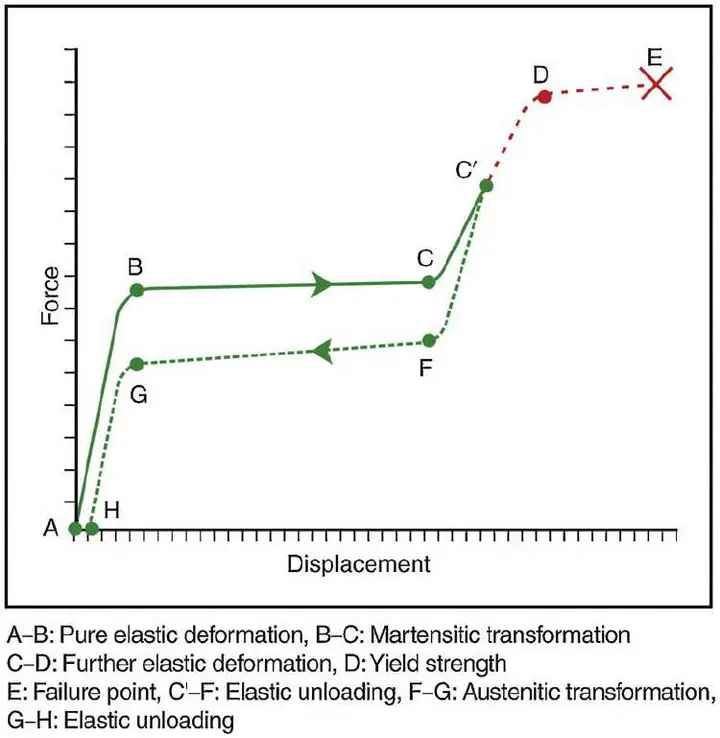 E
D
C′
B
C
Force
G
F
A
H
Displacement
A–B: Pure elastic deformation, B–C: Martensitic transformation
C–D: Further elastic deformation, D: Yield strength
E: Failure point, C'–F: Elastic unloading, F–G: Austenitic transformation,
G–H: Elastic unloading